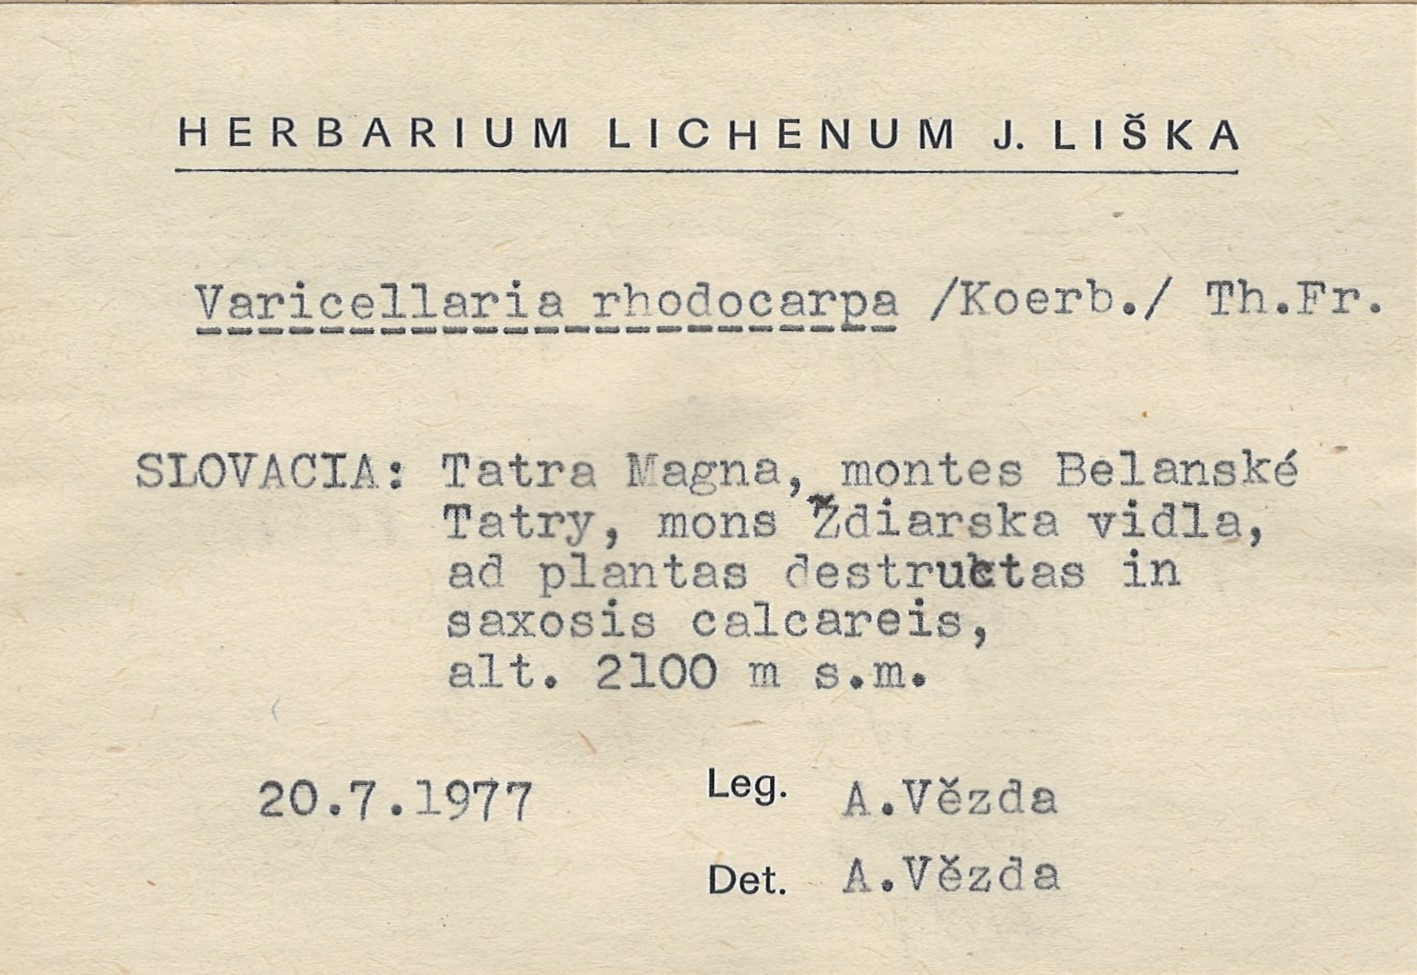 HERBARIUM LICHENUM J. LIŠKA
Varicellaria rhodocarpa /Koerb./ Th.Fr.
SLOVACIA: Tatra Magna, montes Belanské
Tatry, mons Ždiarska vidla,
ad plantas destructas in
saxosis calcareis,
alt. 2100 m s.m.
20.7.1977 Leg. A.Vězda
Det. A.Vězda